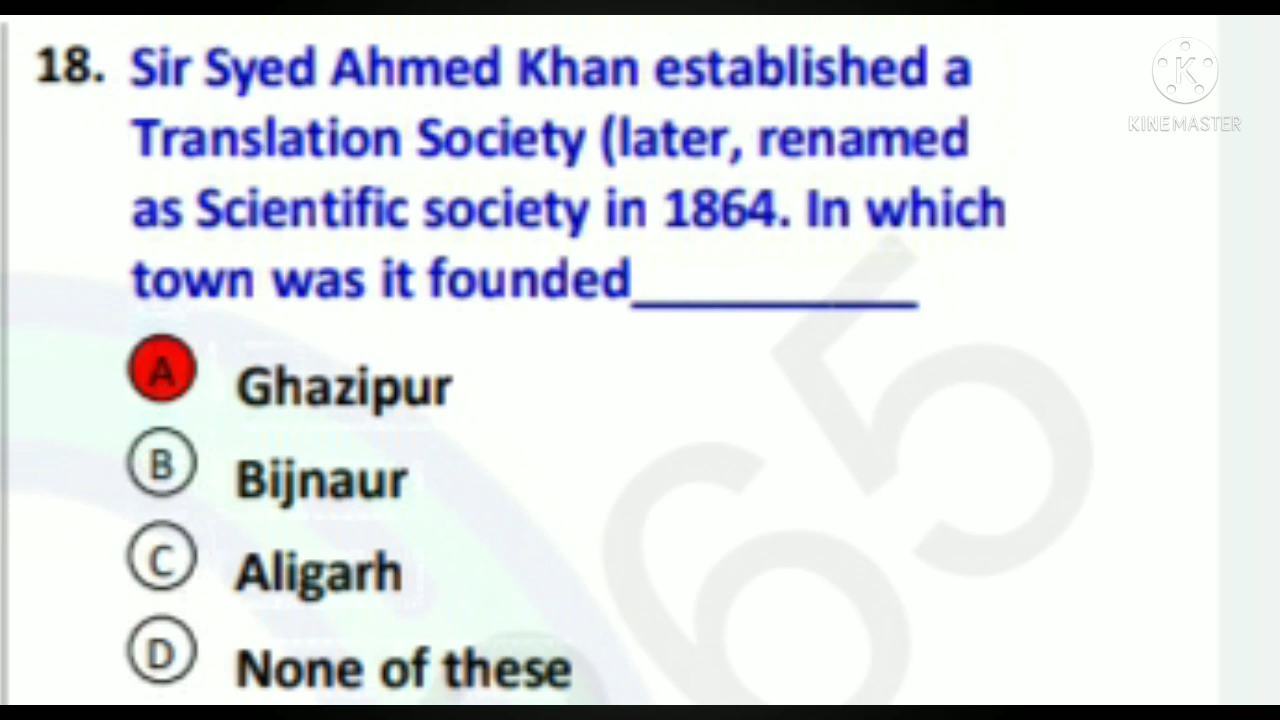 18. Sir Syed Ahmed Khan established a
Translation Society (later, renamed
as Scientific society in 1864. In which
town was it founded__________
A Ghazipur
B Bijnaur
C Aligarh
D None of these
K
KINEMASTER
65